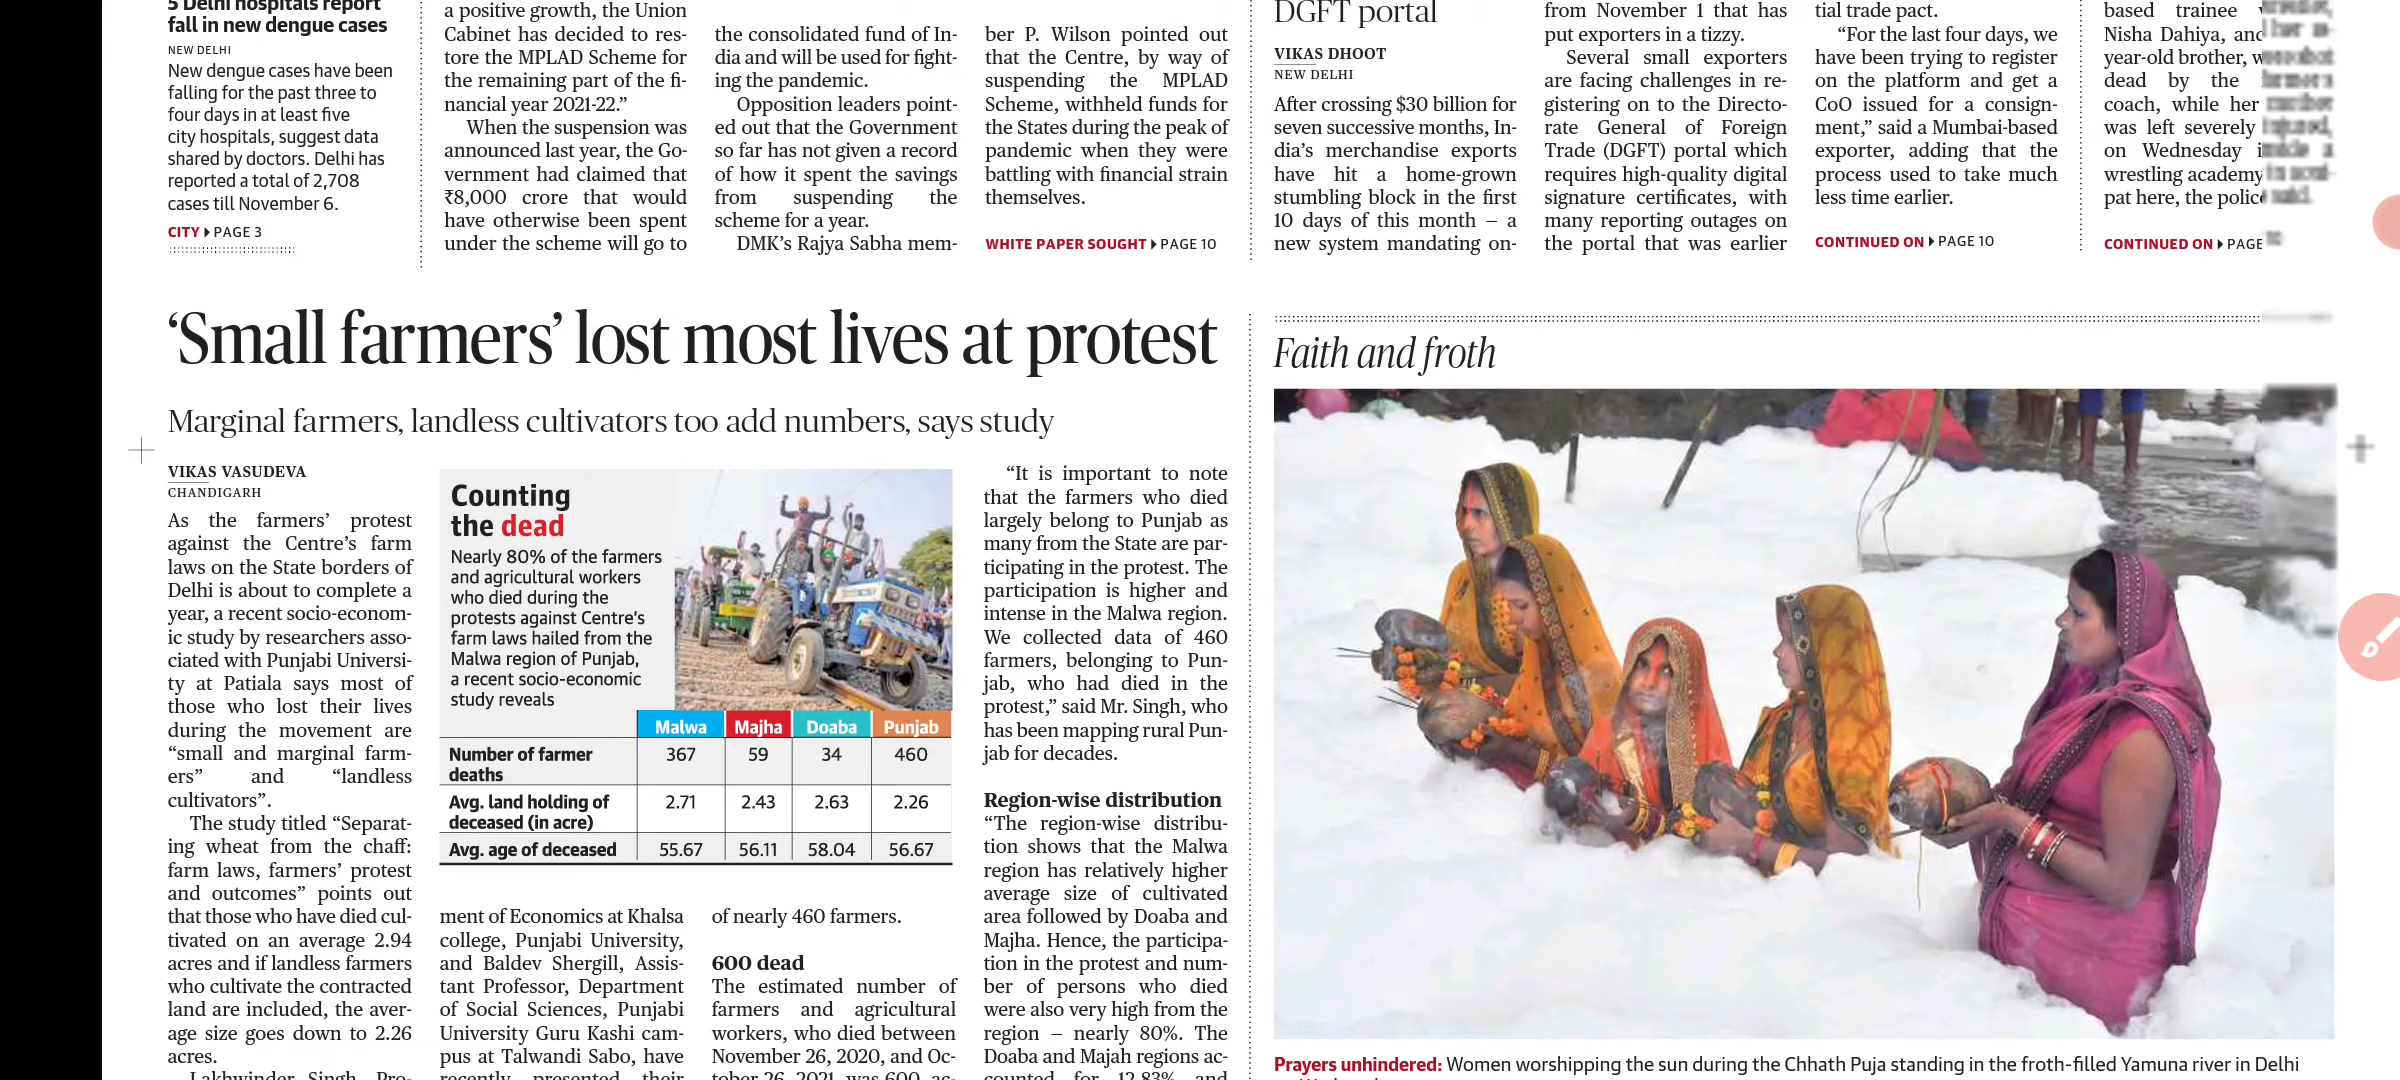 5 Delhi hospitals report
fall in new dengue cases
NEW DELHI
New dengue cases have been
falling for the past three to
four days in at least five
city hospitals, suggest data
shared by doctors. Delhi has
reported a total of 2,708
cases till November 6.
CITY PAGE 3
a positive growth, the Union
Cabinet has decided to res-
tore the MPLAD Scheme for
the remaining part of the fi-
nancial year 2021-22.”
When the suspension was
announced last year, the Go-
vernment had claimed that
₹8,000 crore that would
have otherwise been spent
under the scheme will go to
the consolidated fund of In-
dia and will be used for fight-
ing the pandemic.
Opposition leaders point-
ed out that the Government
so far has not given a record
of how it spent the savings
from suspending the
scheme for a year.
DMK’s Rajya Sabha mem-
ber P. Wilson pointed out
that the Centre, by way of
suspending the MPLAD
Scheme, withheld funds for
the States during the peak of
pandemic when they were
battling with financial strain
themselves.
WHITE PAPER SOUGHT PAGE 10
DGFT portal
VIKAS DHOOT
NEW DELHI
After crossing $30 billion for
seven successive months, In-
dia’s merchandise exports
have hit a home-grown
stumbling block in the first
10 days of this month — a
new system mandating on-
from November 1 that has
put exporters in a tizzy.
Several small exporters
are facing challenges in re-
gistering on to the Directo-
rate General of Foreign
Trade (DGFT) portal which
requires high-quality digital
signature certificates, with
many reporting outages on
the portal that was earlier
tial trade pact.
“For the last four days, we
have been trying to register
on the platform and get a
CoO issued for a consign-
ment,” said a Mumbai-based
exporter, adding that the
process used to take much
less time earlier.
CONTINUED ON PAGE 10
based trainee
Nisha Dahiya, and
year-old brother,
dead by the
coach, while her
was left severely
on Wednesday
wrestling academy
pat here, the police
CONTINUED ON PAGE
‘Small farmers’ lost most lives at protest
Marginal farmers, landless cultivators too add numbers, says study
VIKAS VASUDEVA
CHANDIGARH
As the farmers’ protest
against the Centre’s farm
laws on the State borders of
Delhi is about to complete a
year, a recent socio-econom-
ic study by researchers asso-
ciated with Punjabi Universi-
ty at Patiala says most of
those who lost their lives
during the movement are
“small and marginal farm-
ers” and “landless
cultivators”.
The study titled “Separat-
ing wheat from the chaff:
farm laws, farmers’ protest
and outcomes” points out
that those who have died cul-
tivated on an average 2.94
acres and if landless farmers
who cultivate the contracted
land are included, the aver-
age size goes down to 2.26
acres.
Lakhwinder Singh, Pro-
Counting
the dead
Nearly 80% of the farmers
and agricultural workers
who died during the
protests against Centre’s
farm laws hailed from the
Malwa region of Punjab,
a recent socio-economic
study reveals
Malwa Majha Doaba Punjab
Number of farmer deaths 367 59 34 460
Avg. land holding of deceased (in acre) 2.71 2.43 2.63 2.26
Avg. age of deceased 55.67 56.11 58.04 56.67
ment of Economics at Khalsa
college, Punjabi University,
and Baldev Shergill, Assis-
tant Professor, Department
of Social Sciences, Punjabi
University Guru Kashi cam-
pus at Talwandi Sabo, have
recently presented their
of nearly 460 farmers.
600 dead
The estimated number of
farmers and agricultural
workers, who died between
November 26, 2020, and Oc-
tober 26, 2021, was 600, ac-
“It is important to note
that the farmers who died
largely belong to Punjab as
many from the State are par-
ticipating in the protest. The
participation is higher and
intense in the Malwa region.
We collected data of 460
farmers, belonging to Pun-
jab, who had died in the
protest,” said Mr. Singh, who
has been mapping rural Pun-
jab for decades.
Region-wise distribution
“The region-wise distribu-
tion shows that the Malwa
region has relatively higher
average size of cultivated
area followed by Doaba and
Majha. Hence, the participa-
tion in the protest and num-
ber of persons who died
were also very high from the
region — nearly 80%. The
Doaba and Majah regions ac-
counted for 12.83% and
Faith and froth
Prayers unhindered: Women worshipping the sun during the Chhath Puja standing in the froth-filled Yamuna river in Delhi